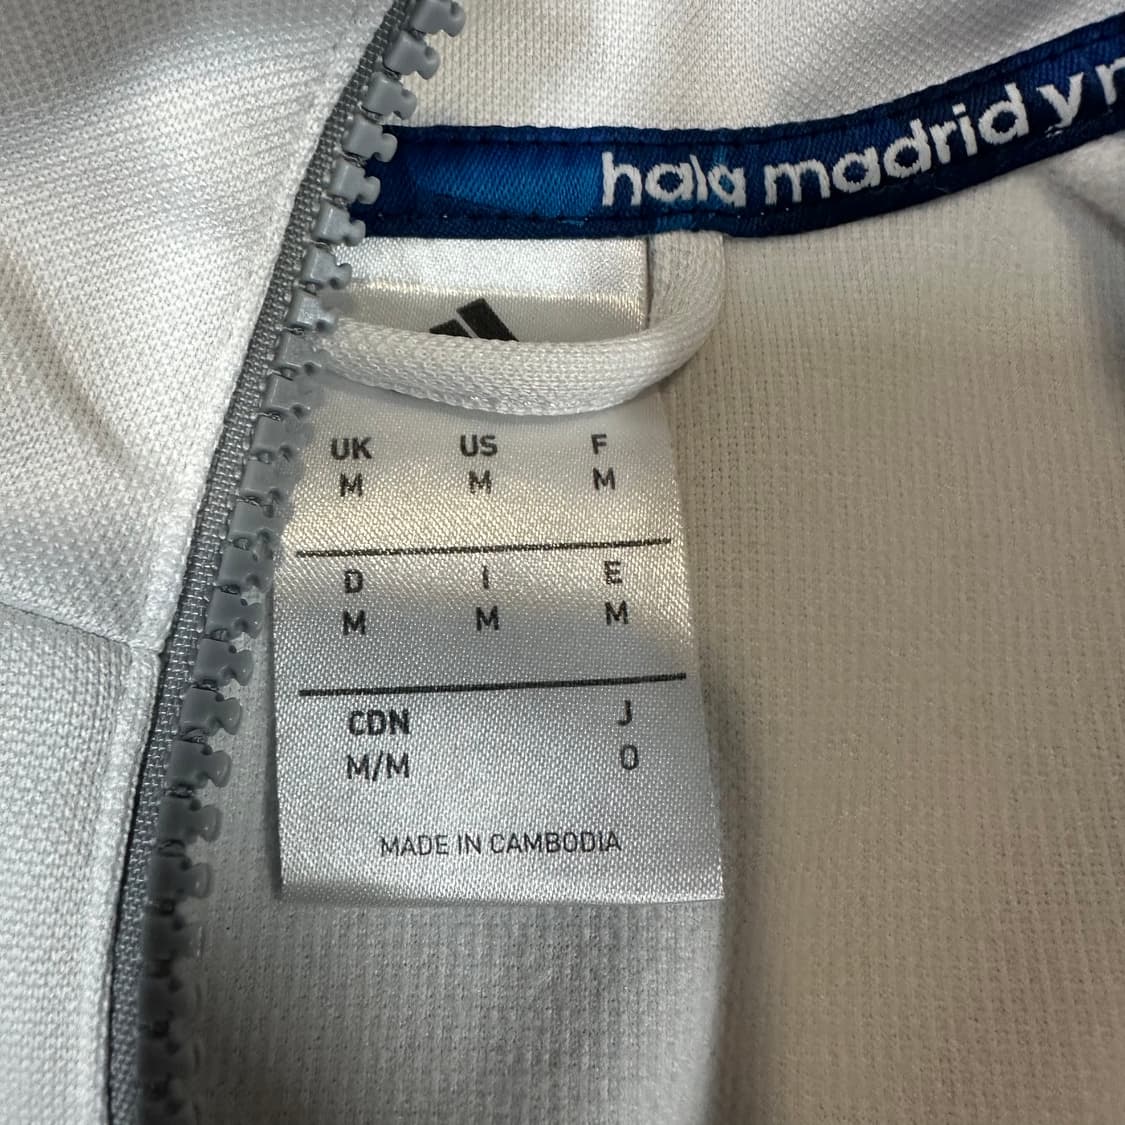 hala madrid y n
UK US F
M M M
D I E
M M M
CDN J
M/M O
MADE IN CAMBODIA